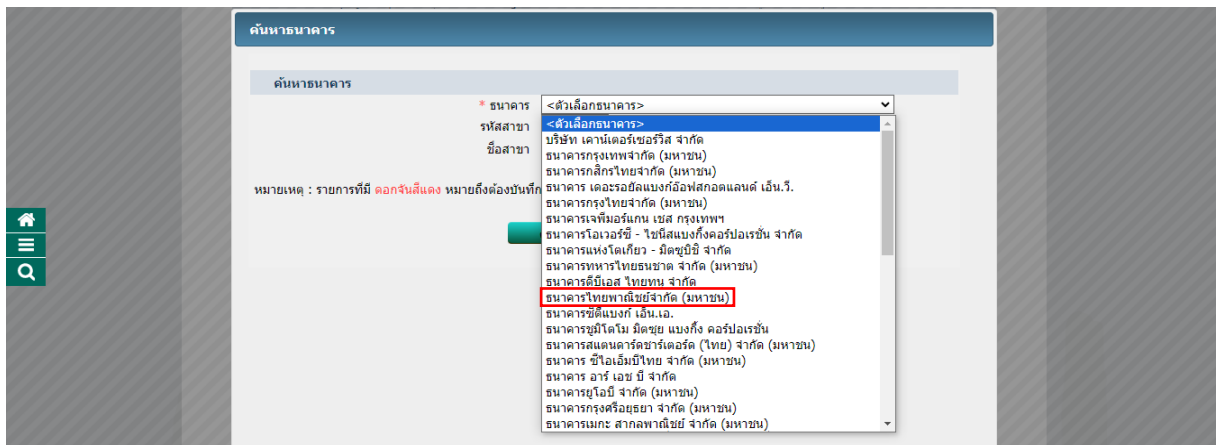 ค้นหาธนาคาร
ค้นหาธนาคาร
* ธนาคาร <ตัวเลือกธนาคาร>
รหัสสาขา
ชื่อสาขา
<ตัวเลือกธนาคาร>
บริษัท เคาน์เตอร์เซอร์วิส จำกัด
ธนาคารกรุงเทพจำกัด (มหาชน)
ธนาคารกสิกรไทยจำกัด (มหาชน)
ธนาคาร เดอะรอยัลแบงก์อ๊อฟสกอตแลนด์ เอ็น.วี.
ธนาคารกรุงไทยจำกัด (มหาชน)
ธนาคารเจพีมอร์แกน เชส กรุงเทพฯ
ธนาคารโอเวอร์ซี - ไชนีสแบงกิ้งคอร์ปอเรชั่น จำกัด
ธนาคารแห่งโตเกียว - มิตซูบิชิ จำกัด
ธนาคารทหารไทยธนชาต จำกัด (มหาชน)
ธนาคารดีบีเอส ไทยทนุ จำกัด
ธนาคารไทยพาณิชย์จำกัด (มหาชน)
ธนาคารซิตี้แบงก์ เอ็น.เอ.
ธนาคารซูมิโตโม มิตซุย แบงกิ้ง คอร์ปอเรชั่น
ธนาคารสแตนดาร์ดชาร์เตอร์ด (ไทย) จำกัด (มหาชน)
ธนาคาร ซีไอเอ็มบีไทย จำกัด (มหาชน)
ธนาคาร อาร์ เอช บี จำกัด
ธนาคารยูโอบี จำกัด (มหาชน)
ธนาคารกรุงศรีอยุธยา จำกัด (มหาชน)
ธนาคารเมกะ สากลพาณิชย์ จำกัด (มหาชน)
หมายเหตุ : รายการที่มี ดอกจันสีแดง หมายถึงต้องบันทึก